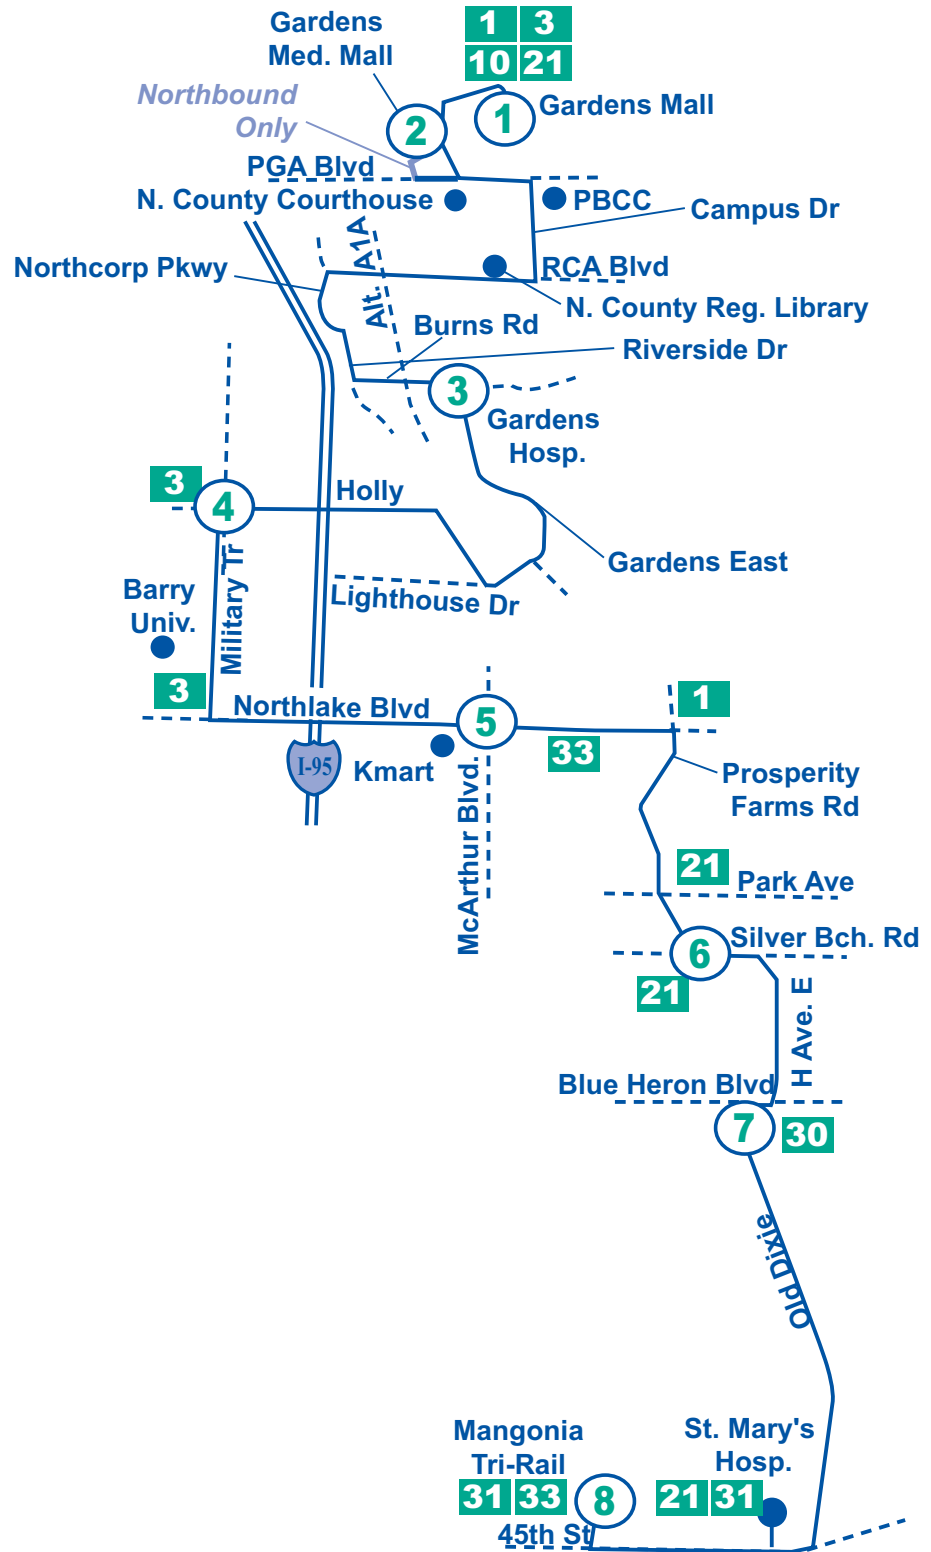 Gardens
Med. Mall
1 3
10 21
Northbound
Only
2
1
Gardens Mall
PGA Blvd
N. County Courthouse
PBCC
Campus Dr
Alt. A1A
Northcorp Pkwy
RCA Blvd
N. County Reg. Library
Burns Rd
Riverside Dr
3
Gardens
Hosp.
3
4
Holly
Gardens East
Military Tr
Lighthouse Dr
Barry
Univ.
3
1
Northlake Blvd
5
33
I-95
Kmart
McArthur Blvd.
Prosperity
Farms Rd
21
Park Ave
6
Silver Bch. Rd
21
H Ave. E
Blue Heron Blvd
7
30
Old Dixie
Mangonia
Tri-Rail
31 33
8
St. Mary's
Hosp.
21 31
45th St